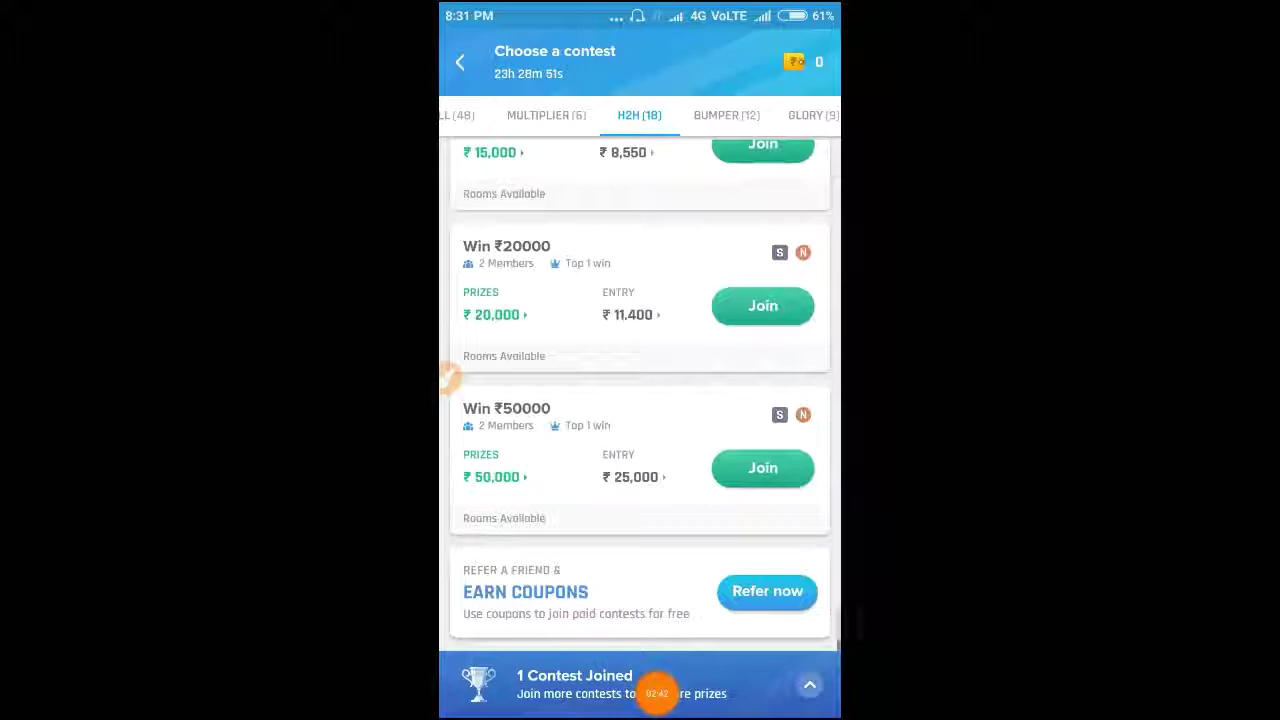 8:31 PM
... 4G VoLTE 61%
Choose a contest
23h 28m 51s
0
LL (48) MULTIPLIER (6) H2H (18) BUMPER (12) GLORY (9)
₹ 15,000 ₹ 8,550 Join
Rooms Available
Win ₹20000 S N
2 Members Top 1 win
PRIZES ENTRY
₹ 20,000 ₹ 11,400 Join
Rooms Available
Win ₹50000 S N
2 Members Top 1 win
PRIZES ENTRY
₹ 50,000 ₹ 25,000 Join
Rooms Available
REFER A FRIEND &
EARN COUPONS Refer now
Use coupons to join paid contests for free
1 Contest Joined
Join more contests to re prizes
02:42